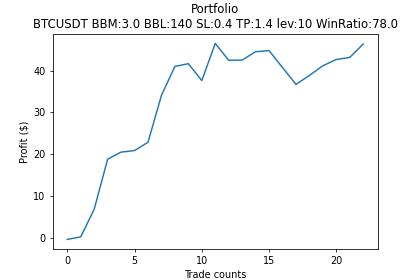 Portfolio
BTCUSDT BBM:3.0 BBL:140 SL:0.4 TP:1.4 lev:10 WinRatio:78.0
Profit ($)
40
30
20
10
0
0 5 10 15 20
Trade counts